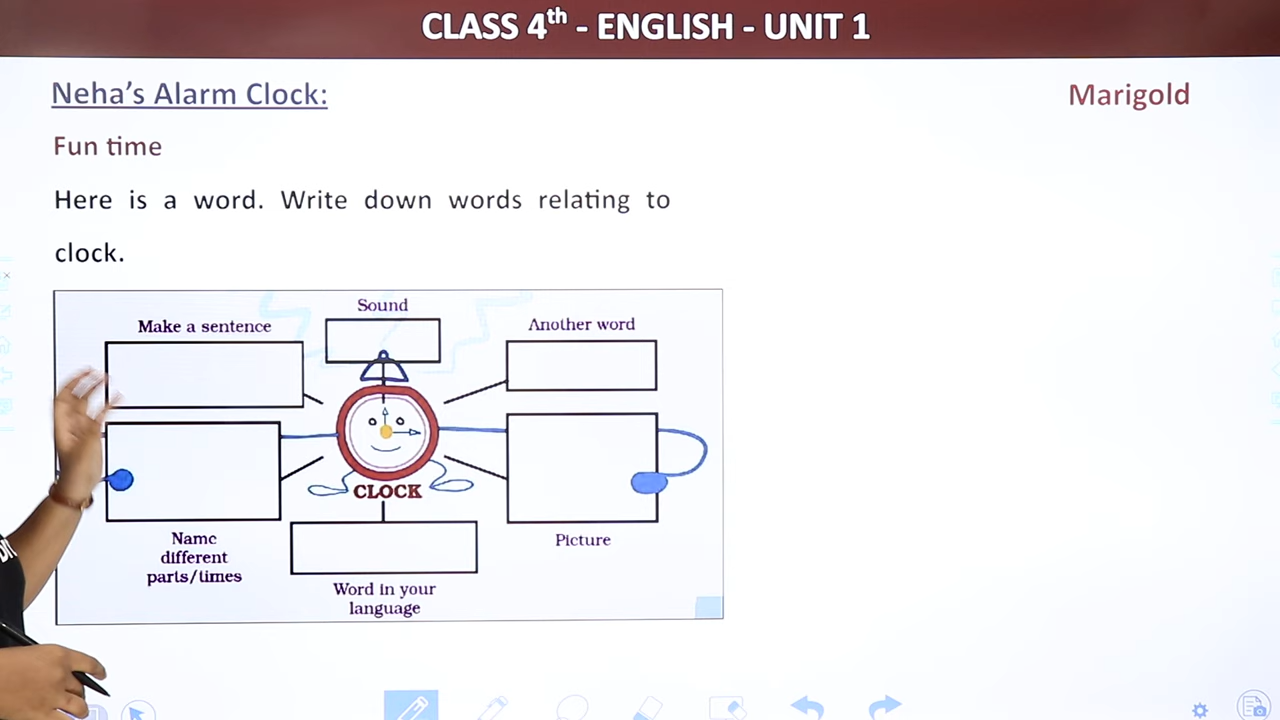 CLASS 4th - ENGLISH - UNIT 1
Neha's Alarm Clock:
Marigold
Fun time
Here is a word. Write down words relating to
clock.
Sound
Make a sentence
Another word
CLOCK
Name
different
parts/times
Picture
Word in your
language